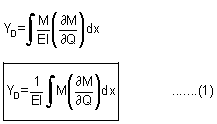 Y_D=∫ M/EI (∂M/∂Q) dx
Y_D= 1/EI ∫ M (∂M/∂Q) dx .......(1)